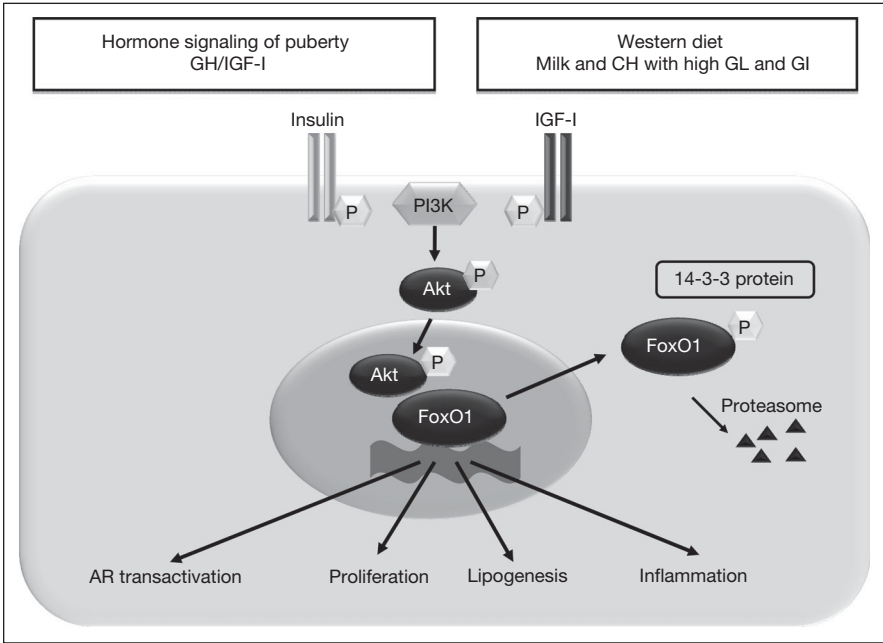 Hormone signaling of puberty
GH/IGF-I
Western diet
Milk and CH with high GL and GI
Insulin
IGF-I
P
PI3K
P
Akt
P
14-3-3 protein
FoxO1
P
Akt
P
FoxO1
Proteasome
AR transactivation
Proliferation
Lipogenesis
Inflammation